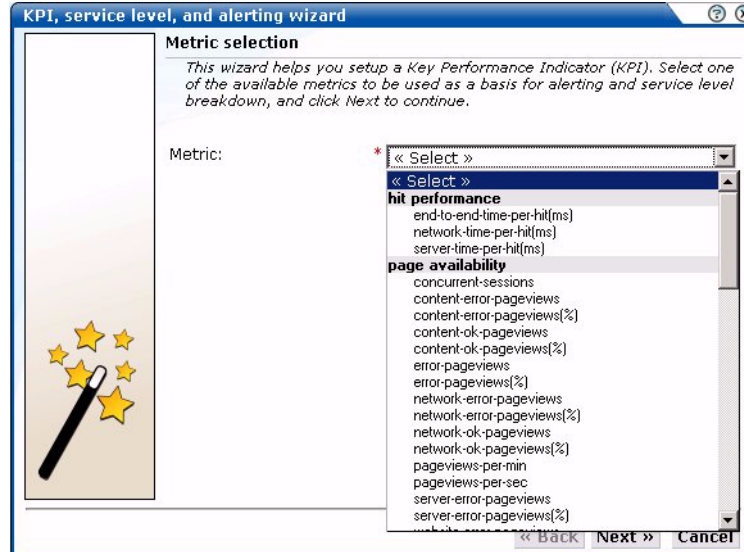 KPI, service level, and alerting wizard
Metric selection
This wizard helps you setup a Key Performance Indicator (KPI). Select one
of the available metrics to be used as a basis for alerting and service level
breakdown, and click Next to continue.
Metric: * « Select »
« Select »
hit performance
end-to-end-time-per-hit(ms)
network-time-per-hit(ms)
server-time-per-hit(ms)
page availability
concurrent-sessions
content-error-pageviews
content-error-pageviews(%)
content-ok-pageviews
content-ok-pageviews(%)
error-pageviews
error-pageviews(%)
network-error-pageviews
network-error-pageviews(%)
network-ok-pageviews
network-ok-pageviews(%)
pageviews-per-min
pageviews-per-sec
server-error-pageviews
server-error-pageviews(%)
« Back Next » Cancel